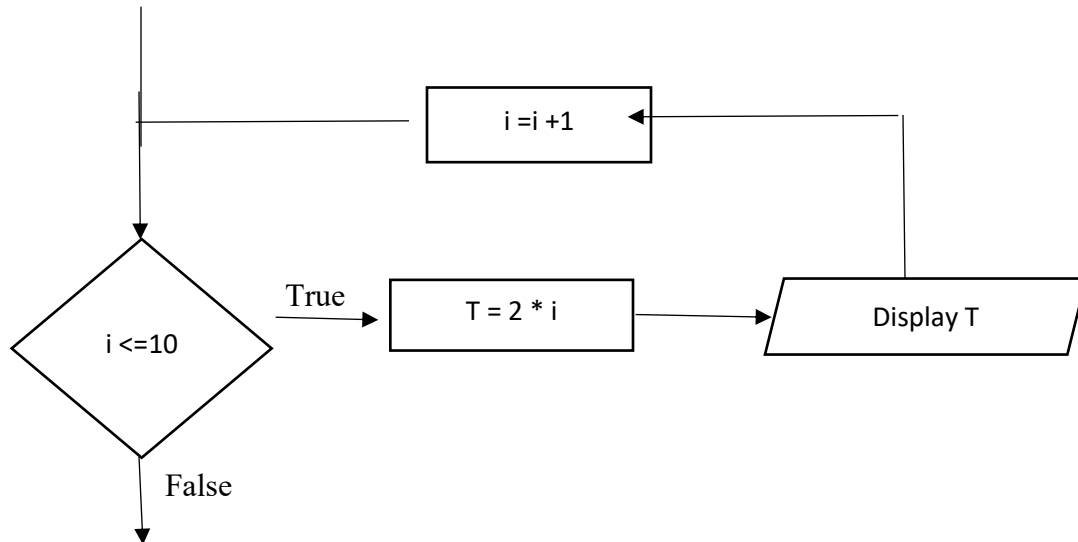 i =i +1
True
T = 2 * i
Display T
i <=10
False